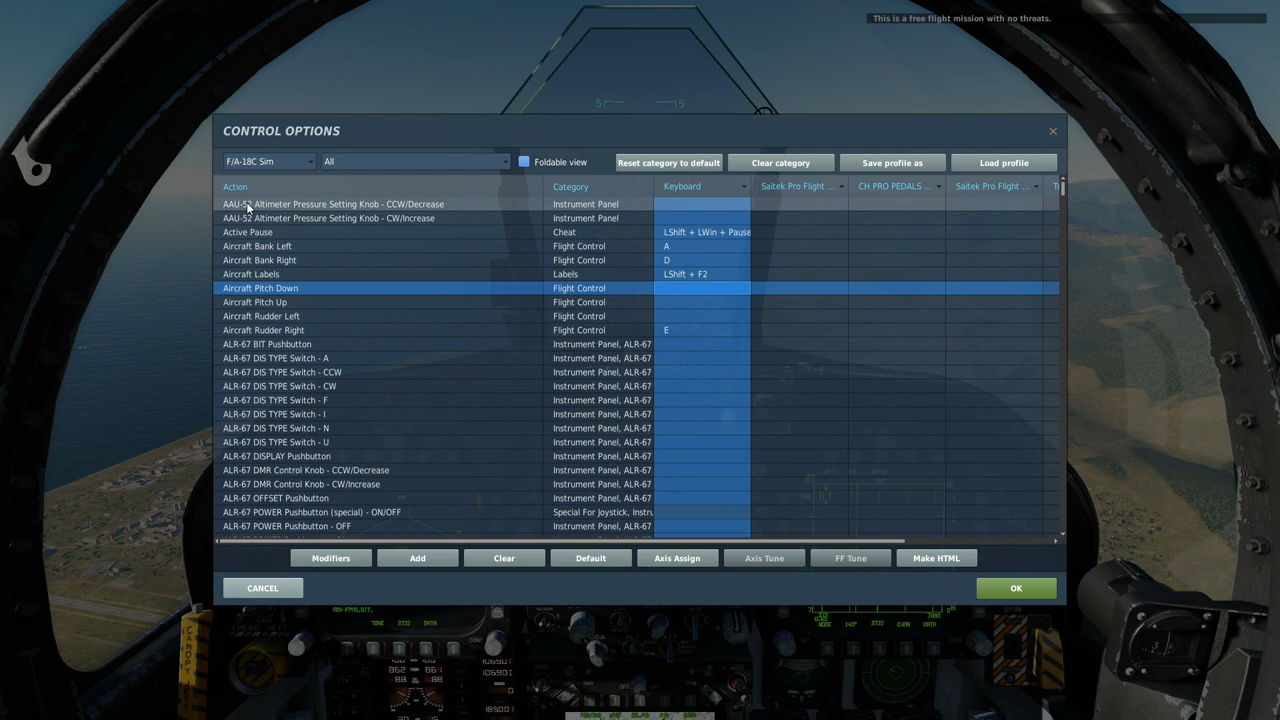 This is a free flight mission with no threats.
5 5
CONTROL OPTIONS
F/A-18C Sim All Foldable view Reset category to default Clear category Save profile as Load profile
Action Category Keyboard Saitek Pro Flight ... CH PRO PEDALS ... Saitek Pro Flight ...
AAU-52 Altimeter Pressure Setting Knob - CCW/Decrease Instrument Panel
AAU-52 Altimeter Pressure Setting Knob - CW/Increase Instrument Panel
Active Pause Cheat LShift + LWin + Pause
Aircraft Bank Left Flight Control A
Aircraft Bank Right Flight Control D
Aircraft Labels Labels LShift + F2
Aircraft Pitch Down Flight Control
Aircraft Pitch Up Flight Control
Aircraft Rudder Left Flight Control
Aircraft Rudder Right Flight Control E
ALR-67 BIT Pushbutton Instrument Panel, ALR-67
ALR-67 DIS TYPE Switch - A Instrument Panel, ALR-67
ALR-67 DIS TYPE Switch - CCW Instrument Panel, ALR-67
ALR-67 DIS TYPE Switch - CW Instrument Panel, ALR-67
ALR-67 DIS TYPE Switch - F Instrument Panel, ALR-67
ALR-67 DIS TYPE Switch - I Instrument Panel, ALR-67
ALR-67 DIS TYPE Switch - N Instrument Panel, ALR-67
ALR-67 DIS TYPE Switch - U Instrument Panel, ALR-67
ALR-67 DISPLAY Pushbutton Instrument Panel, ALR-67
ALR-67 DMR Control Knob - CCW/Decrease Instrument Panel, ALR-67
ALR-67 DMR Control Knob - CW/Increase Instrument Panel, ALR-67
ALR-67 OFFSET Pushbutton Instrument Panel, ALR-67
ALR-67 POWER Pushbutton (special) - ON/OFF Special For Joystick, Instru
ALR-67 POWER Pushbutton - OFF Instrument Panel, ALR-67
Modifiers Add Clear Default Axis Assign Axis Tune FF Tune Make HTML
CANCEL OK
TONE 3722 DATA
MODE 143° 3722 CHAN DATA
CANOPY